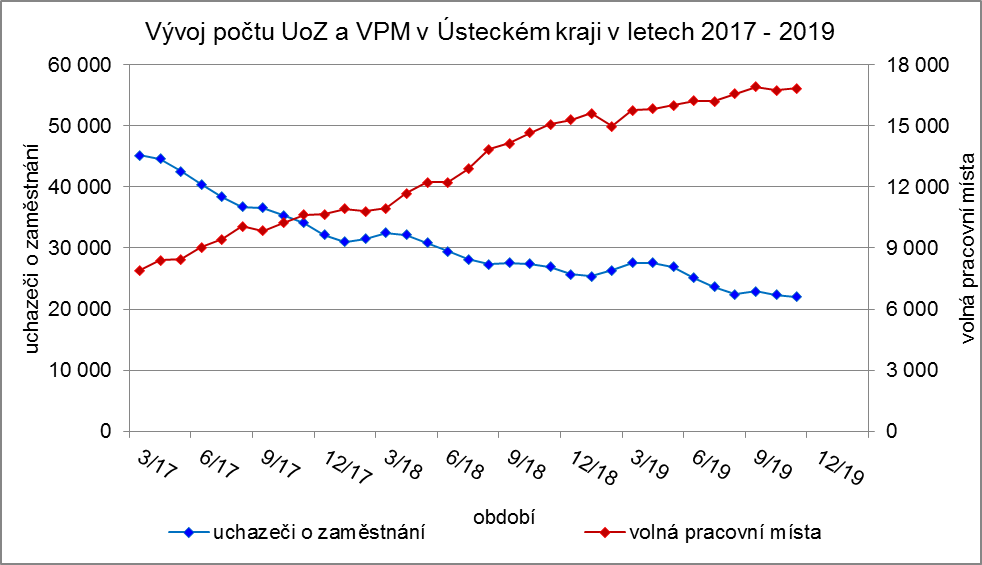 Vývoj počtu UoZ a VPM v Ústeckém kraji v letech 2017 - 2019
60 000
50 000
40 000
30 000
20 000
10 000
0
uchazeči o zaměstnání
18 000
15 000
12 000
9 000
6 000
3 000
0
volná pracovní místa
3/17 6/17 9/17 12/17 3/18 6/18 9/18 12/18 3/19 6/19 9/19 12/19
období
uchazeči o zaměstnání volná pracovní místa